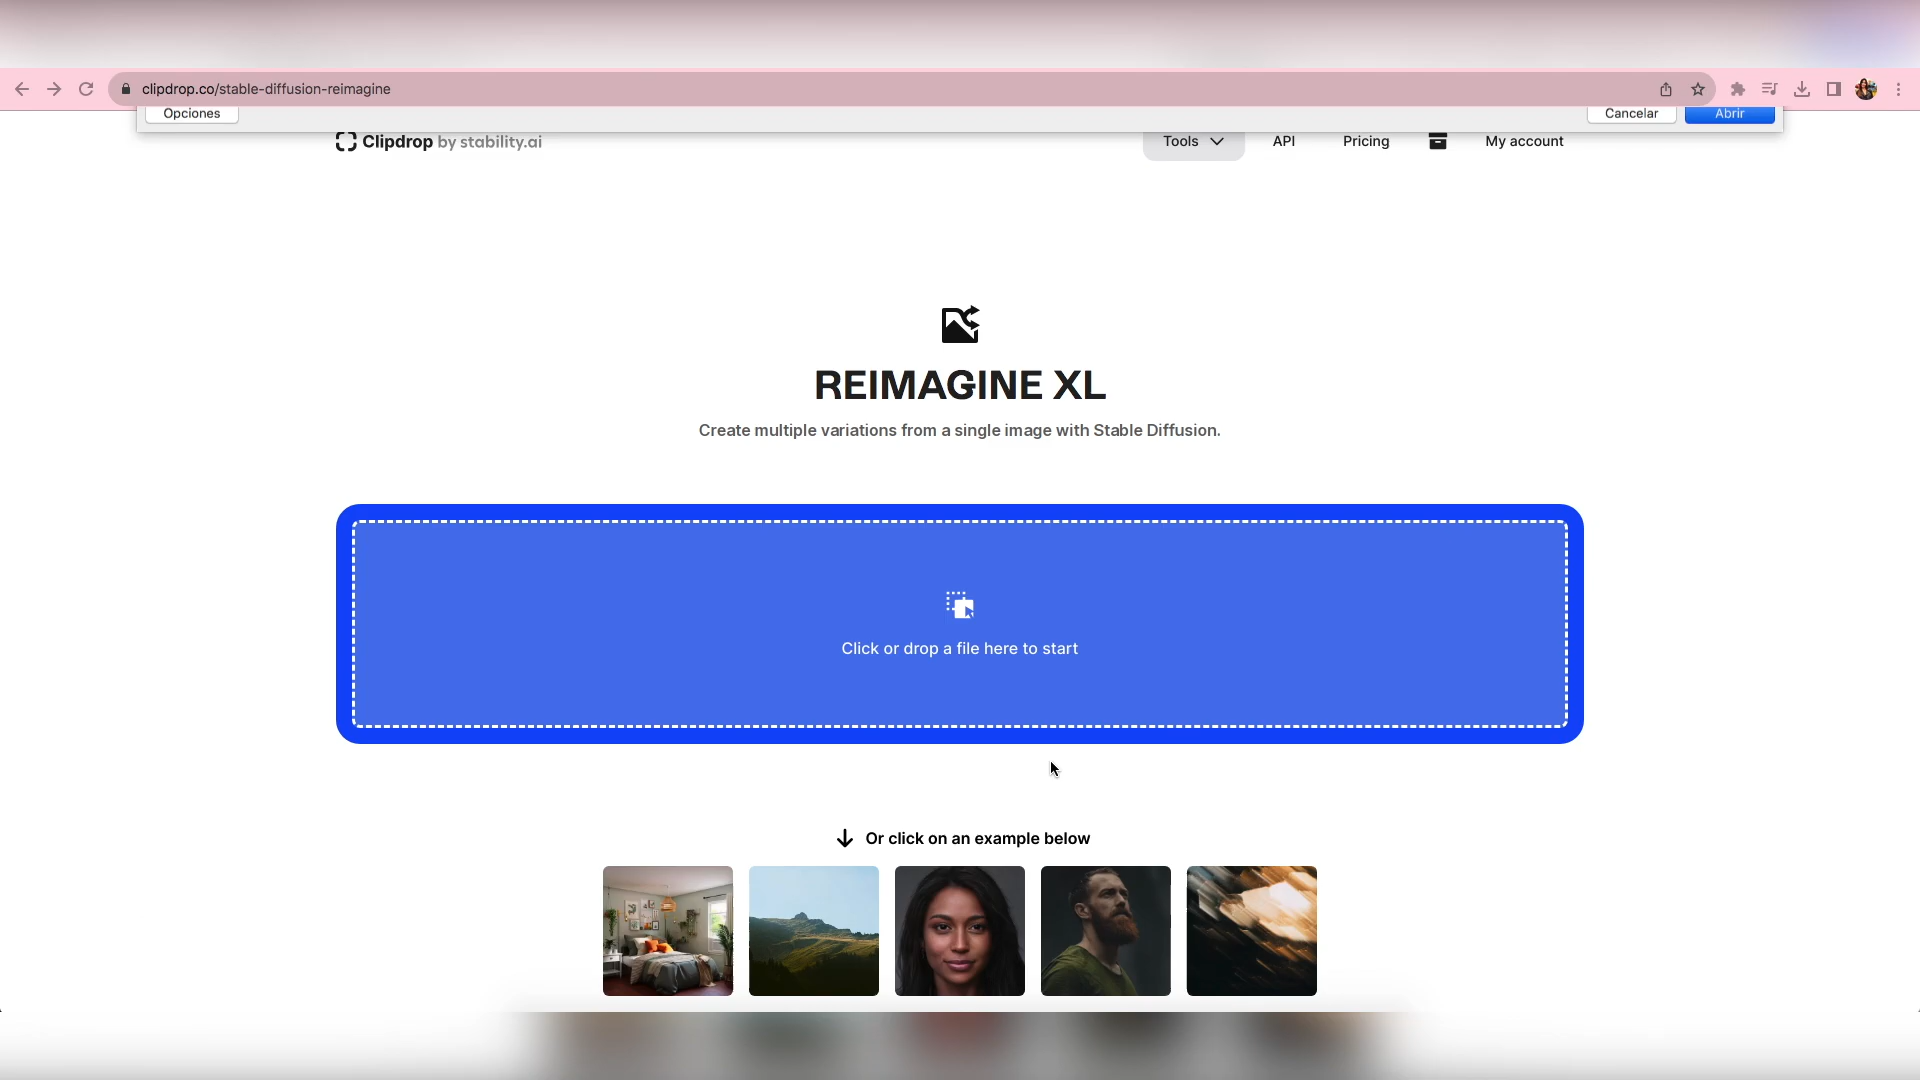 clipdrop.co/stable-diffusion-reimagine
Opciones
Cancelar
Abrir
Clipdrop by stability.ai
Tools
API
Pricing
My account
REIMAGINE XL
Create multiple variations from a single image with Stable Diffusion.
Click or drop a file here to start
Or click on an example below